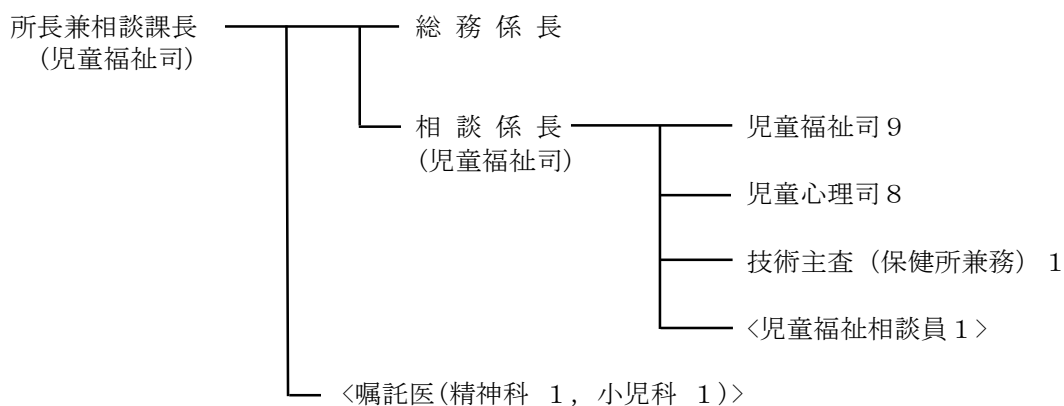 所長兼相談課長
(児童福祉司)
総 務 係 長
相 談 係 長
(児童福祉司)
児童福祉司９
児童心理司８
技術主査（保健所兼務）１
<児童福祉相談員１>
<嘱託医(精神科 １，小児科 １)>